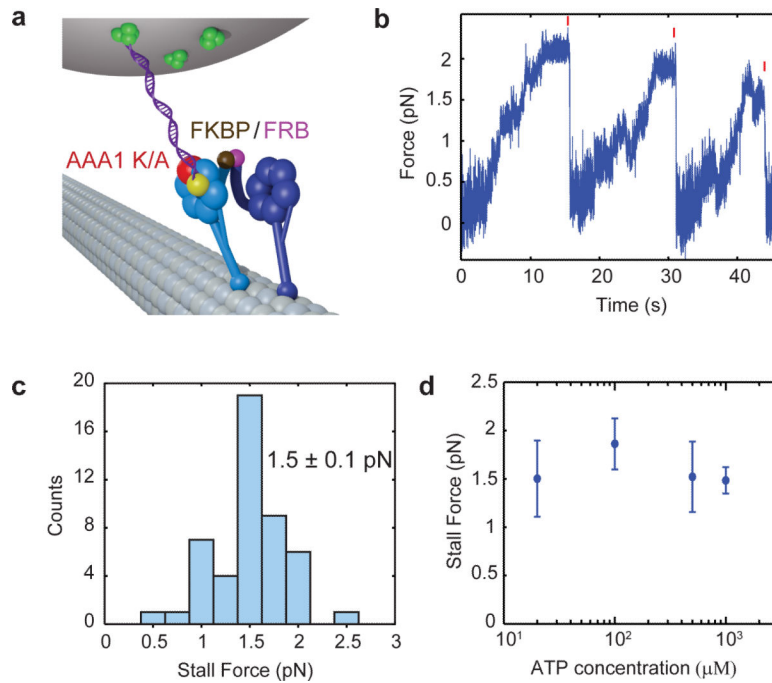 a
FKBP/FRB
AAA1 K/A
b
Force (pN)
2
1.5
1
0.5
0
0 10 20 30 40
Time (s)
c
Counts
20
16
12
8
4
0
1.5 ± 0.1 pN
0 0.5 1 1.5 2 2.5 3
Stall Force (pN)
d
Stall Force (pN)
2.5
2
1.5
1
0.5
0
10¹ 10² 10³
ATP concentration (μM)